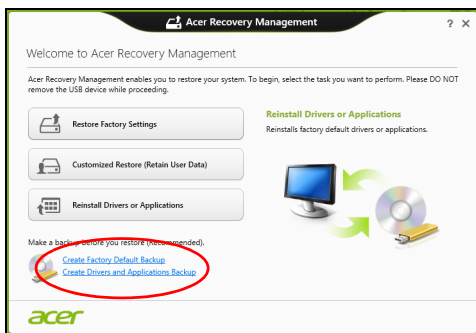 Acer Recovery Management
? X
Welcome to Acer Recovery Management
Acer Recovery Management enables you to restore your system. To begin, select the task you want to perform. Please DO NOT
remove the USB device while proceeding.
Restore Factory Settings
Customized Restore (Retain User Data)
Reinstall Drivers or Applications
Reinstall Drivers or Applications
Reinstalls factory default drivers or applications.
Make a backup before you restore (Recommended).
Create Factory Default Backup
Create Drivers and Applications Backup
acer